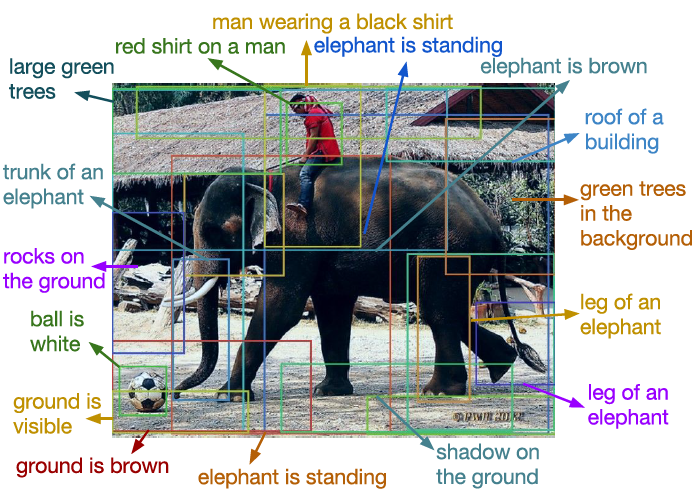 man wearing a black shirt
red shirt on a man
elephant is standing
large green
trees
elephant is brown
roof of a
building
trunk of an
elephant
green trees
in the
background
rocks on
the ground
leg of an
elephant
ball is
white
leg of an
elephant
ground is
visible
shadow on
the ground
ground is brown
elephant is standing